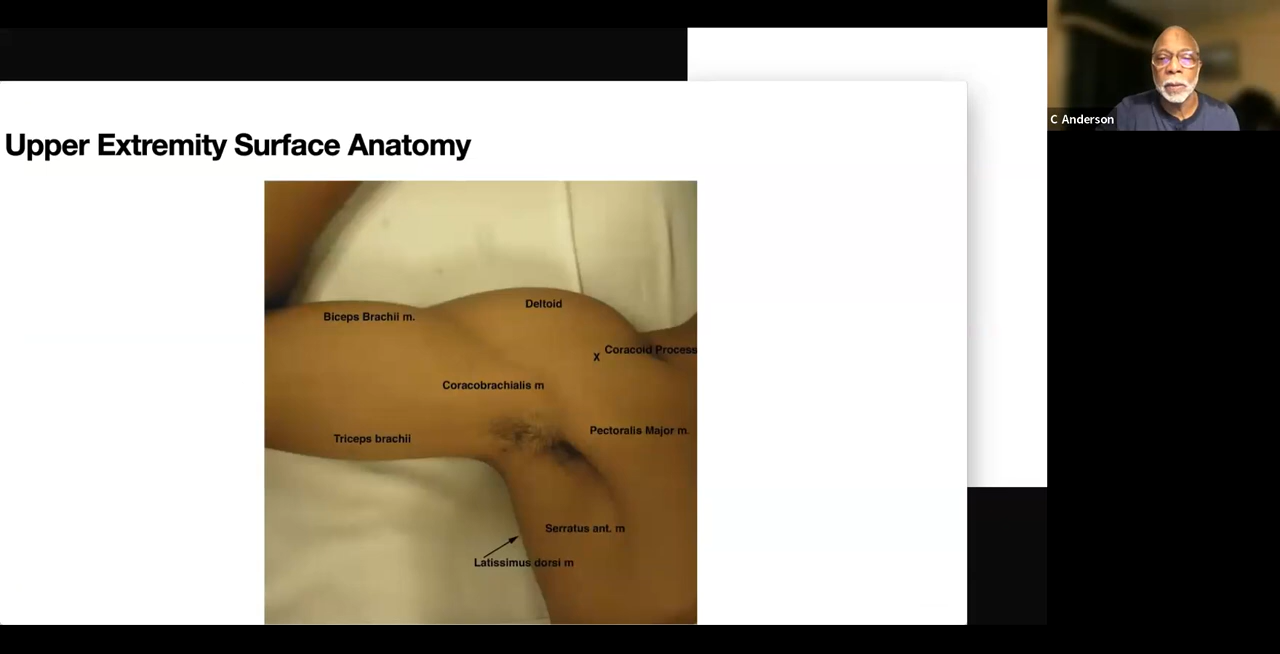 C Anderson
Upper Extremity Surface Anatomy
Deltoid
Biceps Brachii m.
X Coracoid Process
Coracobrachialis m
Pectoralis Major m.
Triceps brachii
Serratus ant. m
Latissimus dorsi m